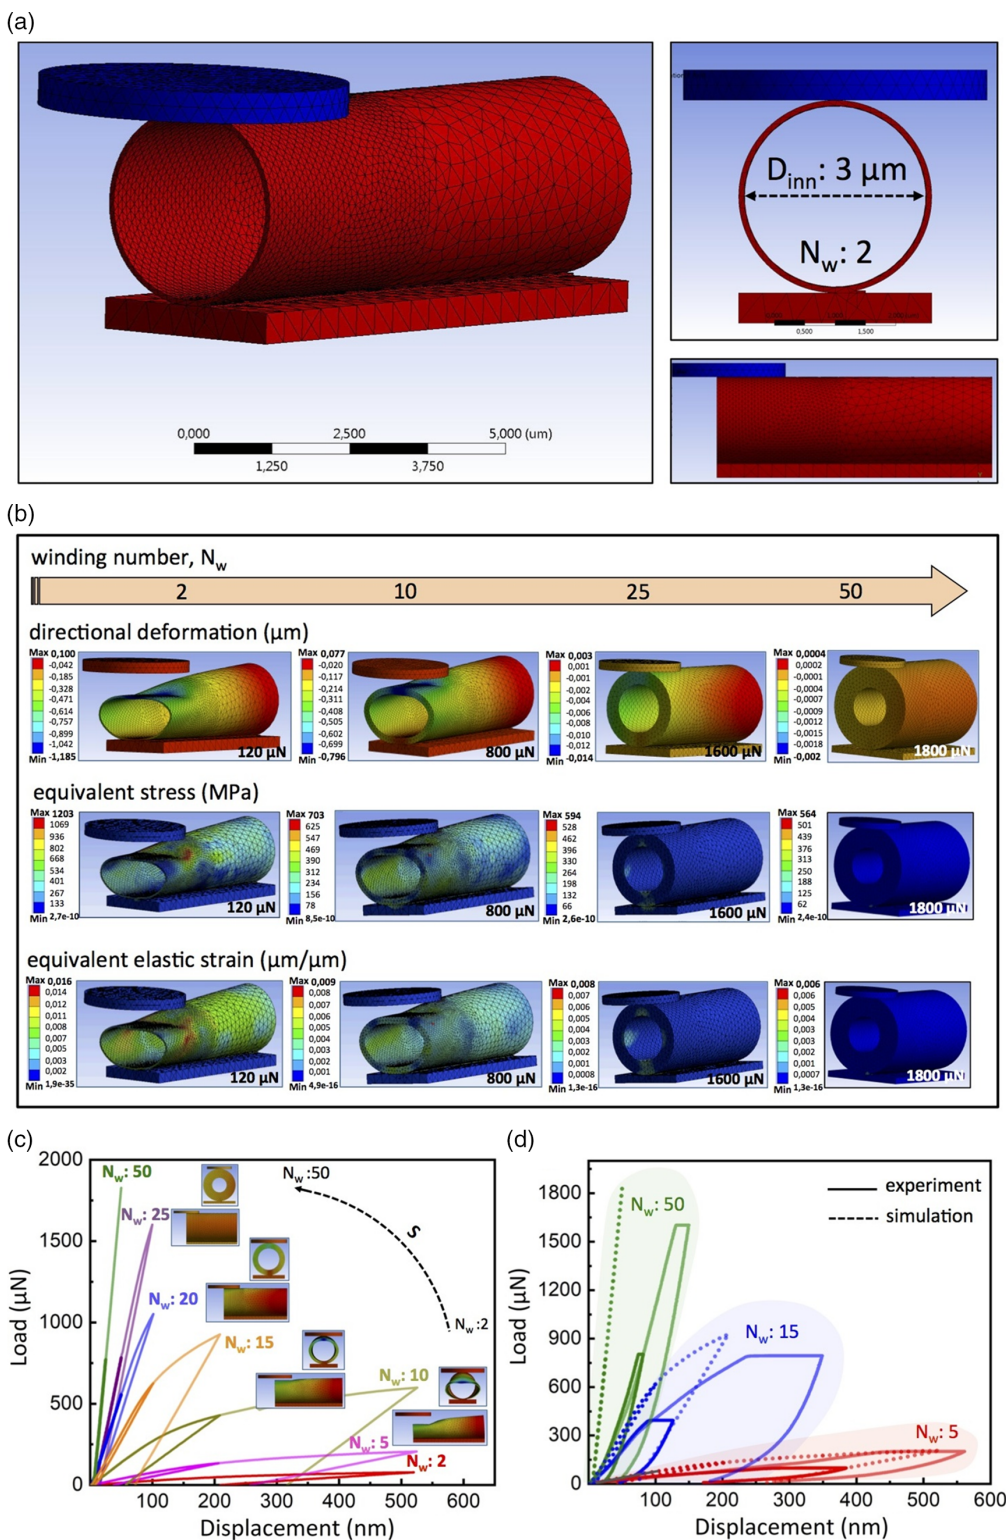 (a)
D_inn: 3 µm
N_w: 2
0,500 1,500
0,000 2,500 5,000 (um)
1,250 3,750
(b)
winding number, N_w
2 10 25 50
directional deformation (µm)
Max 0,100
-0,042
-0,185
-0,328
-0,471
-0,614
-0,757
-0,899
-1,042
Min -1,185
120 µN
Max 0,077
-0,020
-0,117
-0,214
-0,311
-0,408
-0,505
-0,602
-0,699
Min -0,796
800 µN
Max 0,003
0,001
-0,001
-0,002
-0,004
-0,006
-0,008
-0,010
-0,012
Min -0,014
1600 µN
Max 0,0004
0,0002
-0,0001
-0,0004
-0,0007
-0,0009
-0,0012
-0,0015
-0,0018
Min -0,002
1800 µN
equivalent stress (MPa)
Max 1203
1069
936
802
668
534
401
267
133
Min 2,7e-10
120 µN
Max 703
625
547
469
390
312
234
156
78
Min 8,5e-10
800 µN
Max 594
528
462
396
330
264
198
132
66
Min 2,6e-10
1600 µN
Max 564
501
439
376
313
250
188
125
62
Min 2,4e-10
1800 µN
equivalent elastic strain (µm/µm)
Max 0,016
0,014
0,012
0,011
0,008
0,007
0,005
0,003
0,002
Min 1,9e-35
120 µN
Max 0,009
0,008
0,007
0,006
0,005
0,004
0,003
0,002
0,001
Min 4,9e-16
800 µN
Max 0,008
0,007
0,006
0,005
0,004
0,003
0,002
0,001
0,0008
Min 1,3e-16
1600 µN
Max 0,006
0,006
0,005
0,004
0,003
0,003
0,002
0,001
0,0007
Min 1,3e-16
1800 µN
(c)
2000
1500
1000
500
0
Load (µN)
N_w: 50
N_w: 25
N_w: 20
N_w: 15
N_w: 10
N_w: 5
N_w: 2
N_w:50
S
N_w:2
0 100 200 300 400 500 600
Displacement (nm)
(d)
1800
1500
1200
900
600
300
0
Load (µN)
experiment
simulation
N_w: 50
N_w: 15
N_w: 5
0 100 200 300 400 500 600
Displacement (nm)